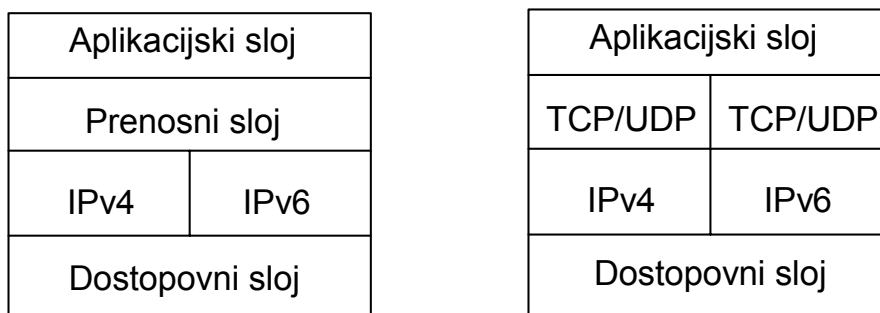 Aplikacijski sloj
Prenosni sloj
IPv4 IPv6
Dostopovni sloj
Aplikacijski sloj
TCP/UDP TCP/UDP
IPv4 IPv6
Dostopovni sloj